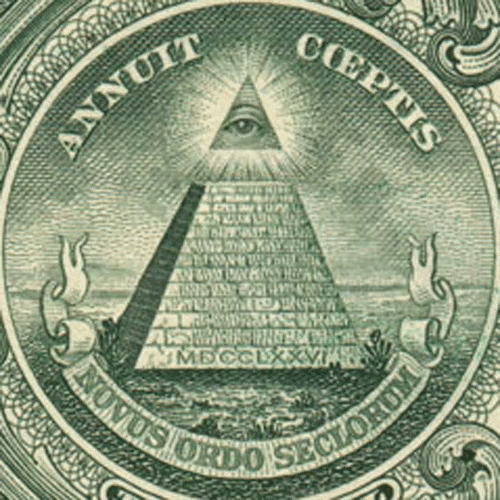 ANNUIT CŒPTIS
MDCCLXXVI
NOVUS ORDO SECLORUM